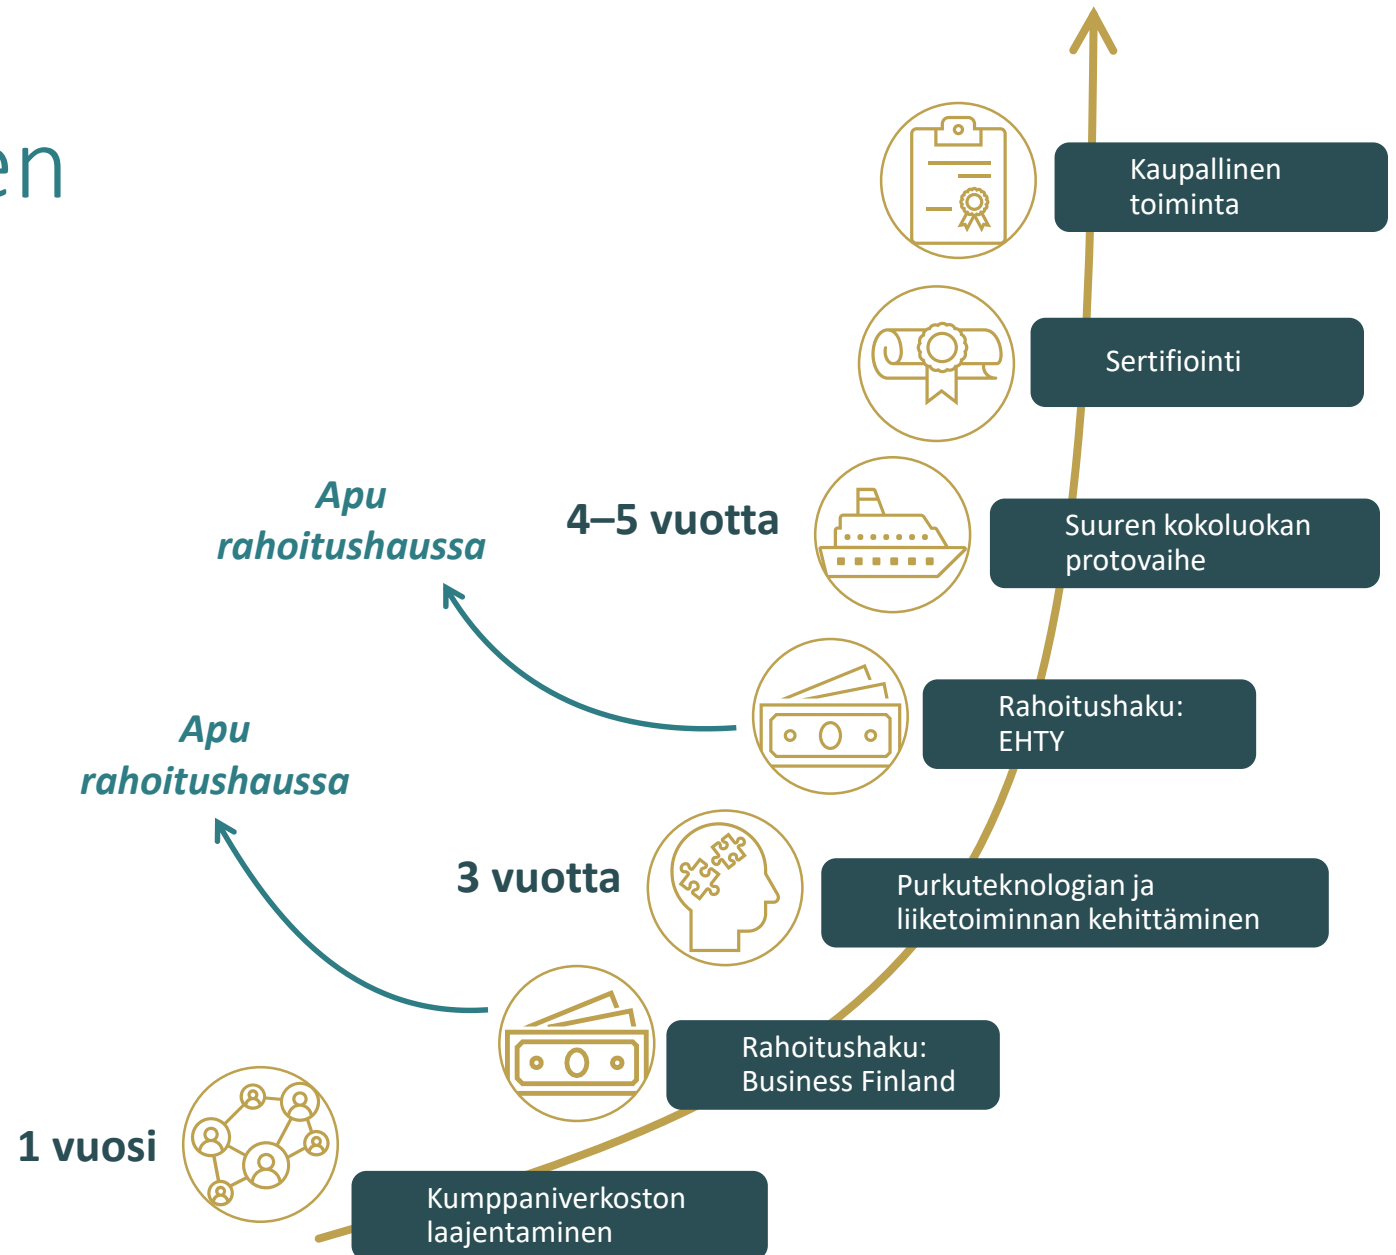 en
Kaupallinen
toiminta
Sertifiointi
Apu
rahoitushaussa
4–5 vuotta
Suuren kokoluokan
protovaihe
Rahoitushaku:
EHTY
Apu
rahoitushaussa
3 vuotta
Purkuteknologian ja
liiketoiminnan kehittäminen
Rahoitushaku:
Business Finland
1 vuosi
Kumppaniverkoston
laajentaminen